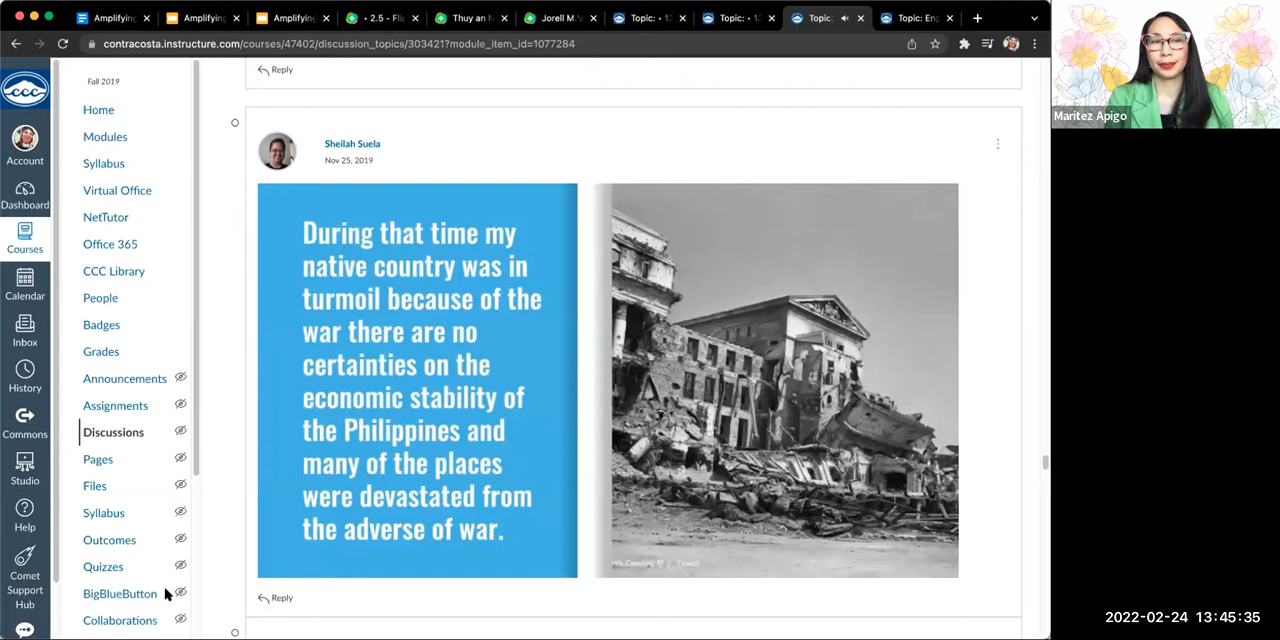 Amplifying
Amplifying
Amplifying
• 2.5 - Fli
Thuy an N
Jorell M.'s
Topic: • 1
Topic: • 1
Topic:
Topic: En
contracosta.instructure.com/courses/47402/discussion_topics/303421?module_item_id=1077284
CCC
Account
Dashboard
Courses
Calendar
Inbox
History
Commons
Studio
Help
Comet
Support
Hub
Fall 2019
Home
Modules
Syllabus
Virtual Office
NetTutor
Office 365
CCC Library
People
Badges
Grades
Announcements
Assignments
Discussions
Pages
Files
Syllabus
Outcomes
Quizzes
BigBlueButton
Collaborations
Reply
Sheilah Suela
Nov 25, 2019
During that time my
native country was in
turmoil because of the
war there are no
certainties on the
economic stability of
the Philippines and
many of the places
were devastated from
the adverse of war.
Reply
Maritez Apigo
2022-02-24 13:45:35